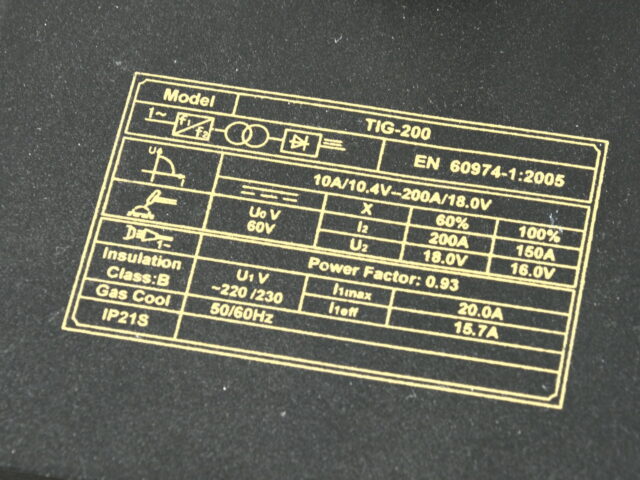 Model TIG-200
1~ f1 f2 EN 60974-1:2005
U I 10A/10.4V--200A/18.0V
X 60% 100%
U0 V I2 200A 150A
60V U2 18.0V 16.0V
1~ Power Factor: 0.93
Insulation U1 V I1max 20.0A
Class:B ~220/230 I1eff 15.7A
Gas Cool 50/60Hz
IP21S